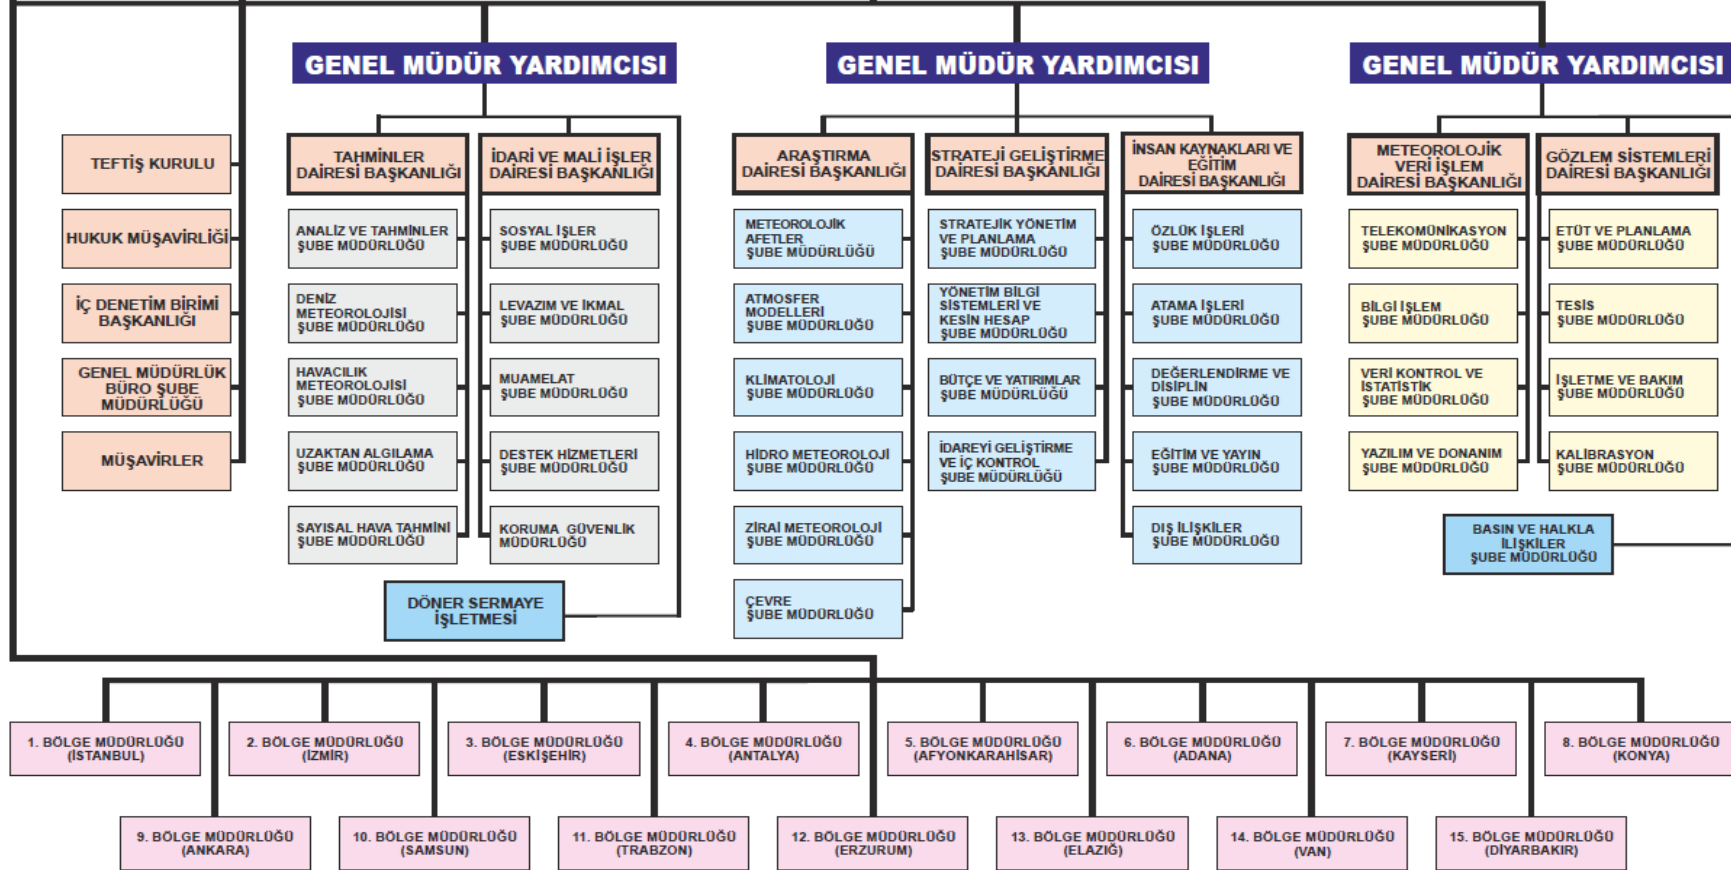 GENEL MÜDÜR YARDIMCISI
GENEL MÜDÜR YARDIMCISI
GENEL MÜDÜR YARDIMCISI
TEFTİŞ KURULU
HUKUK MÜŞAVİRLİĞİ
İÇ DENETİM BİRİMİ
BAŞKANLIĞI
GENEL MÜDÜRLÜK
BÜRO ŞUBE
MÜDÜRLÜĞÜ
MÜŞAVİRLER
TAHMİNLER
DAİRESİ BAŞKANLIĞI
ANALİZ VE TAHMİNLER
ŞUBE MÜDÜRLÜĞÜ
DENİZ
METEOROLOJİSİ
ŞUBE MÜDÜRLÜĞÜ
HAVACILIK
METEOROLOJİSİ
ŞUBE MÜDÜRLÜĞÜ
UZAKTAN ALGILAMA
ŞUBE MÜDÜRLÜĞÜ
SAYISAL HAVA TAHMİNİ
ŞUBE MÜDÜRLÜĞÜ
İDARİ VE MALİ İŞLER
DAİRESİ BAŞKANLIĞI
SOSYAL İŞLER
ŞUBE MÜDÜRLÜĞÜ
LEVAZIM VE İKMAL
ŞUBE MÜDÜRLÜĞÜ
MUAMELAT
ŞUBE MÜDÜRLÜĞÜ
DESTEK HİZMETLERİ
ŞUBE MÜDÜRLÜĞÜ
KORUMA GÜVENLİK
MÜDÜRLÜĞÜ
DÖNER SERMAYE
İŞLETMESİ
ARAŞTIRMA
DAİRESİ BAŞKANLIĞI
METEOROLOJİK
AFETLER
ŞUBE MÜDÜRLÜĞÜ
ATMOSFER
MODELLERİ
ŞUBE MÜDÜRLÜĞÜ
KLİMATOLOJİ
ŞUBE MÜDÜRLÜĞÜ
HİDRO METEOROLOJİ
ŞUBE MÜDÜRLÜĞÜ
ZİRAİ METEOROLOJİ
ŞUBE MÜDÜRLÜĞÜ
ÇEVRE
ŞUBE MÜDÜRLÜĞÜ
STRATEJİ GELİŞTİRME
DAİRESİ BAŞKANLIĞI
STRATEJİK YÖNETİM
VE PLANLAMA
ŞUBE MÜDÜRLÜĞÜ
YÖNETİM BİLGİ
SİSTEMLERİ VE
KESİN HESAP
ŞUBE MÜDÜRLÜĞÜ
BÜTÇE VE YATIRIMLAR
ŞUBE MÜDÜRLÜĞÜ
İDAREYİ GELİŞTİRME
VE İÇ KONTROL
ŞUBE MÜDÜRLÜĞÜ
İNSAN KAYNAKLARI VE
EĞİTİM
DAİRESİ BAŞKANLIĞI
ÖZLÜK İŞLERİ
ŞUBE MÜDÜRLÜĞÜ
ATAMA İŞLERİ
ŞUBE MÜDÜRLÜĞÜ
DEĞERLENDİRME VE
DİSİPLİN
ŞUBE MÜDÜRLÜĞÜ
EĞİTİM VE YAYIN
ŞUBE MÜDÜRLÜĞÜ
DIŞ İLİŞKİLER
ŞUBE MÜDÜRLÜĞÜ
METEOROLOJİK
VERİ İŞLEM
DAİRESİ BAŞKANLIĞI
TELEKOMÜNİKASYON
ŞUBE MÜDÜRLÜĞÜ
BİLGİ İŞLEM
ŞUBE MÜDÜRLÜĞÜ
VERİ KONTROL VE
İSTATİSTİK
ŞUBE MÜDÜRLÜĞÜ
YAZILIM VE DONANIM
ŞUBE MÜDÜRLÜĞÜ
GÖZLEM SİSTEMLERİ
DAİRESİ BAŞKANLIĞI
ETÜT VE PLANLAMA
ŞUBE MÜDÜRLÜĞÜ
TESİS
ŞUBE MÜDÜRLÜĞÜ
İŞLETME VE BAKIM
ŞUBE MÜDÜRLÜĞÜ
KALİBRASYON
ŞUBE MÜDÜRLÜĞÜ
BASIN VE HALKLA
İLİŞKİLER
ŞUBE MÜDÜRLÜĞÜ
1. BÖLGE MÜDÜRLÜĞÜ
(İSTANBUL)
2. BÖLGE MÜDÜRLÜĞÜ
(İZMİR)
3. BÖLGE MÜDÜRLÜĞÜ
(ESKİŞEHİR)
4. BÖLGE MÜDÜRLÜĞÜ
(ANTALYA)
5. BÖLGE MÜDÜRLÜĞÜ
(AFYONKARAHİSAR)
6. BÖLGE MÜDÜRLÜĞÜ
(ADANA)
7. BÖLGE MÜDÜRLÜĞÜ
(KAYSERİ)
8. BÖLGE MÜDÜRLÜĞÜ
(KONYA)
9. BÖLGE MÜDÜRLÜĞÜ
(ANKARA)
10. BÖLGE MÜDÜRLÜĞÜ
(SAMSUN)
11. BÖLGE MÜDÜRLÜĞÜ
(TRABZON)
12. BÖLGE MÜDÜRLÜĞÜ
(ERZURUM)
13. BÖLGE MÜDÜRLÜĞÜ
(ELAZIĞ)
14. BÖLGE MÜDÜRLÜĞÜ
(VAN)
15. BÖLGE MÜDÜRLÜĞÜ
(DİYARBAKIR)